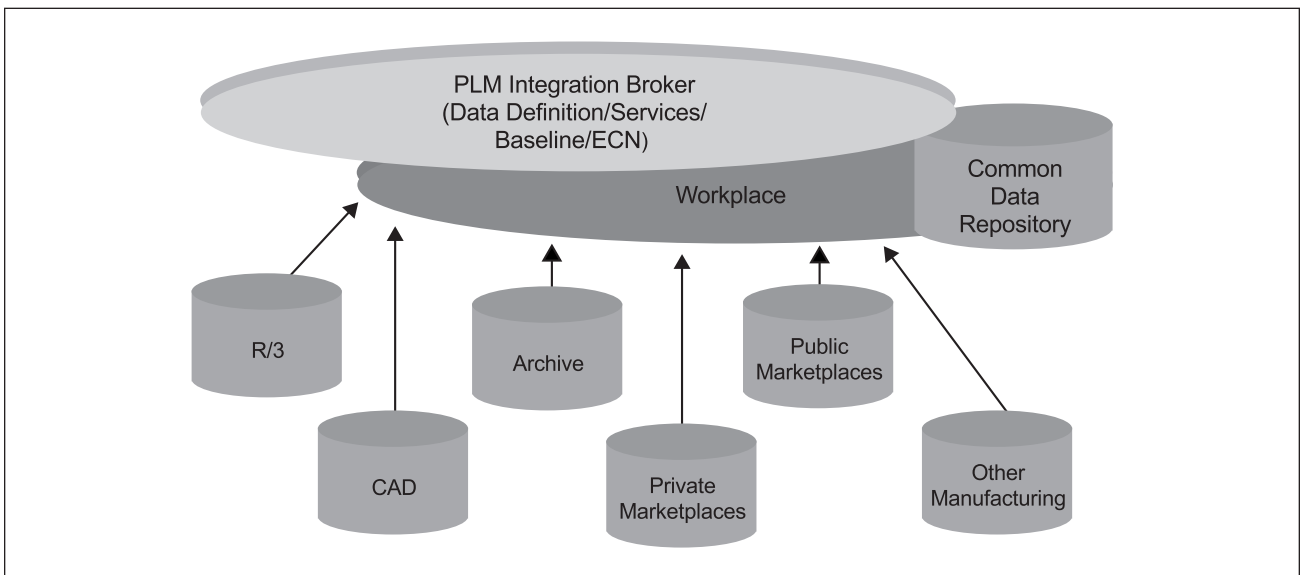 PLM Integration Broker
(Data Definition/Services/
Baseline/ECN)
Workplace
Common
Data
Repository
R/3
CAD
Archive
Private
Marketplaces
Public
Marketplaces
Other
Manufacturing